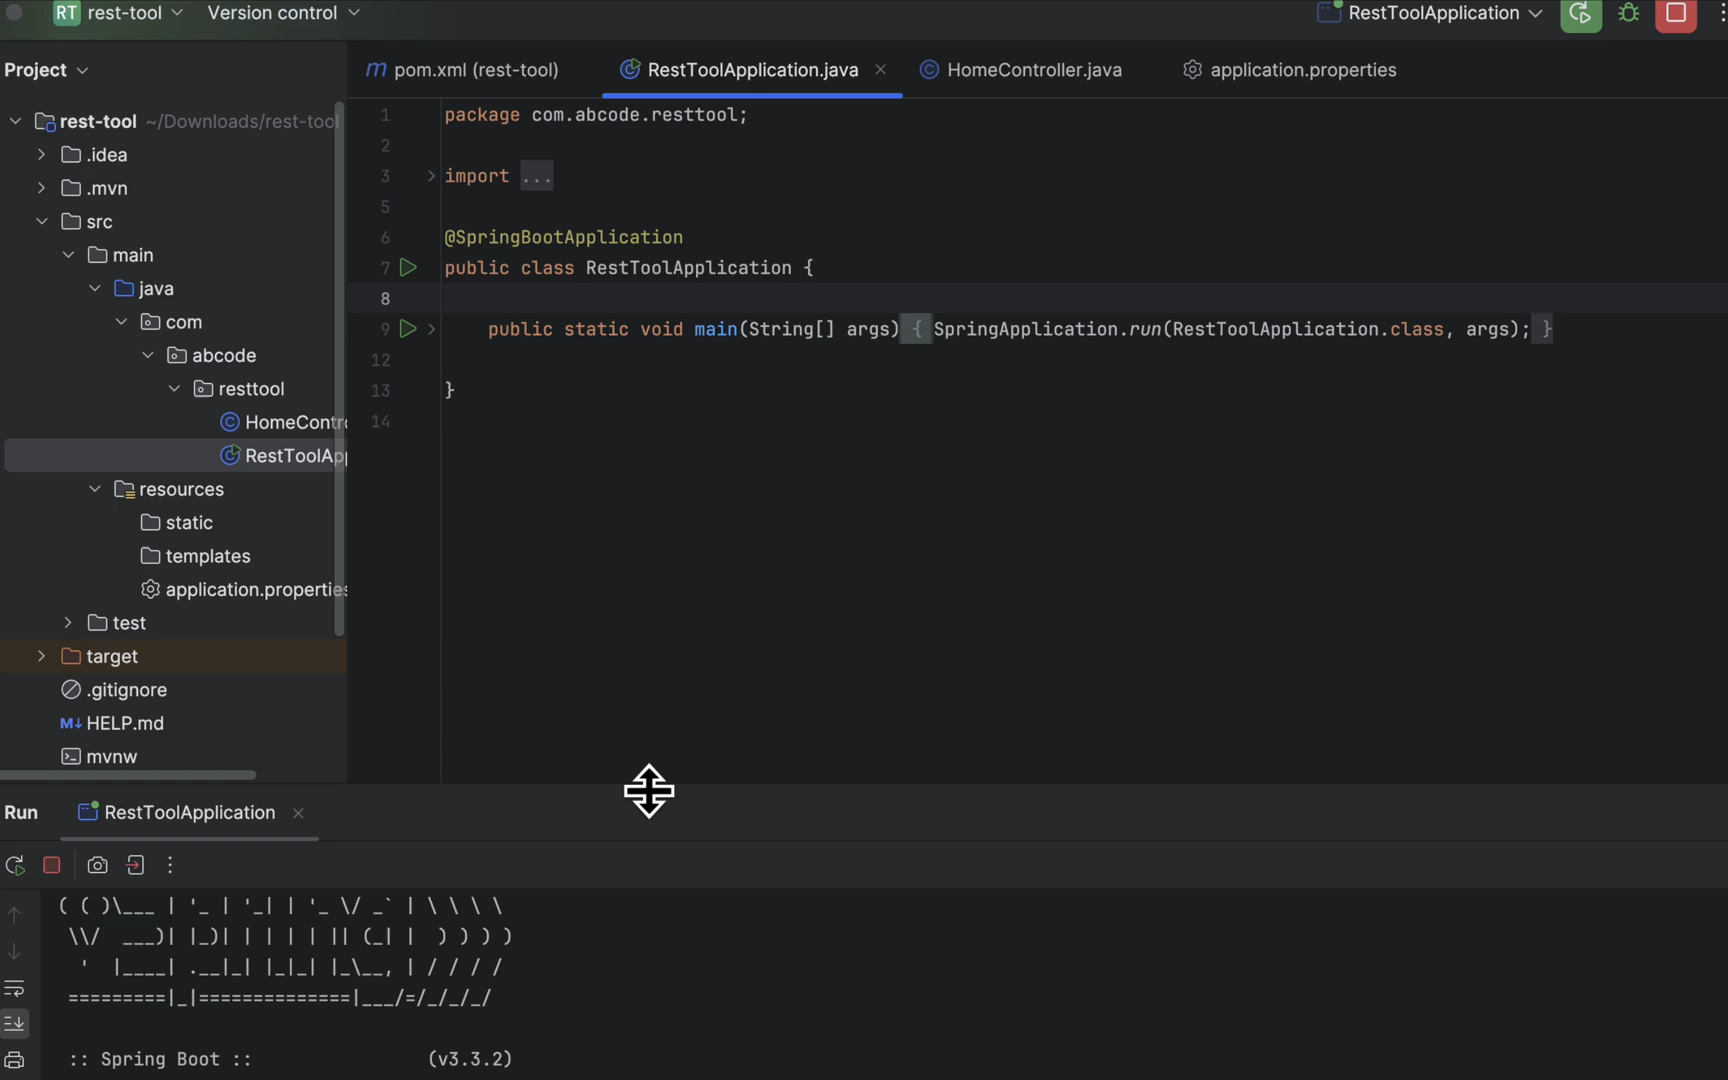 RT rest-tool Version control RestToolApplication
Project
pom.xml (rest-tool) RestToolApplication.java HomeController.java application.properties
rest-tool ~/Downloads/rest-tool
.idea
.mvn
src
main
java
com
abcode
resttool
HomeContr
RestToolAp
resources
static
templates
application.properties
test
target
.gitignore
M↓ HELP.md
mvnw
1 package com.abcode.resttool;
2
3 import ...
5
6 @SpringBootApplication
7 public class RestToolApplication {
8
9 public static void main(String[] args) { SpringApplication.run(RestToolApplication.class, args); }
12
13 }
14
Run RestToolApplication
( ( )\___ | '_ | '_| | '_ \/ _` | \ \ \ \
\\/  ___)| |_)| | | | | || (_| |  ) ) ) )
'  |____| .__|_| |_|_| |_\__, | / / / /
=========|_|==============|___/=/_/_/_/
:: Spring Boot :: (v3.3.2)